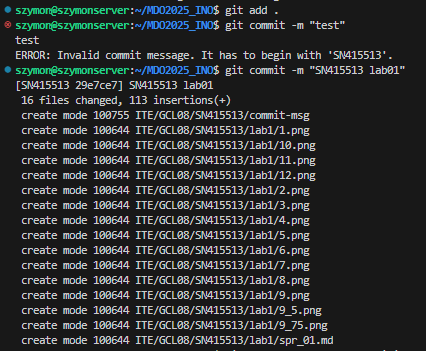 szymon@szymonserver:~/MDO2025_INO$ git add .
szymon@szymonserver:~/MDO2025_INO$ git commit -m "test"
test
ERROR: Invalid commit message. It has to begin with 'SN415513'.
szymon@szymonserver:~/MDO2025_INO$ git commit -m "SN415513 lab01"
[SN415513 29e7ce7] SN415513 lab01
16 files changed, 113 insertions(+)
create mode 100755 ITE/GCL08/SN415513/commit-msg
create mode 100644 ITE/GCL08/SN415513/lab1/1.png
create mode 100644 ITE/GCL08/SN415513/lab1/10.png
create mode 100644 ITE/GCL08/SN415513/lab1/11.png
create mode 100644 ITE/GCL08/SN415513/lab1/12.png
create mode 100644 ITE/GCL08/SN415513/lab1/2.png
create mode 100644 ITE/GCL08/SN415513/lab1/3.png
create mode 100644 ITE/GCL08/SN415513/lab1/4.png
create mode 100644 ITE/GCL08/SN415513/lab1/5.png
create mode 100644 ITE/GCL08/SN415513/lab1/6.png
create mode 100644 ITE/GCL08/SN415513/lab1/7.png
create mode 100644 ITE/GCL08/SN415513/lab1/8.png
create mode 100644 ITE/GCL08/SN415513/lab1/9.png
create mode 100644 ITE/GCL08/SN415513/lab1/9_5.png
create mode 100644 ITE/GCL08/SN415513/lab1/9_75.png
create mode 100644 ITE/GCL08/SN415513/lab1/spr_01.md